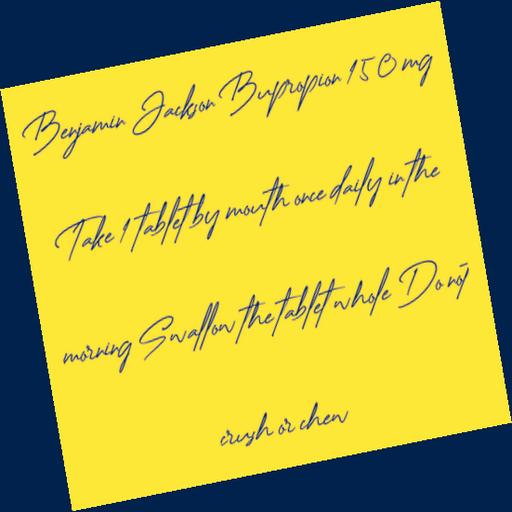 Benjamin Jackson Bupropion 150 mg
Take 1 tablet by mouth once daily in the
morning Swallow the tablet whole Do not
crush or chew